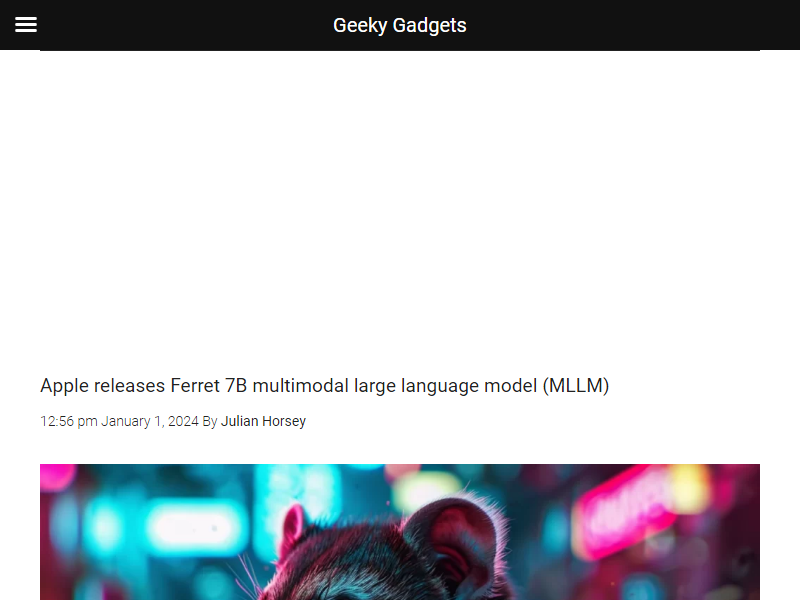 Geeky Gadgets
Apple releases Ferret 7B multimodal large language model (MLLM)
12:56 pm January 1, 2024 By Julian Horsey